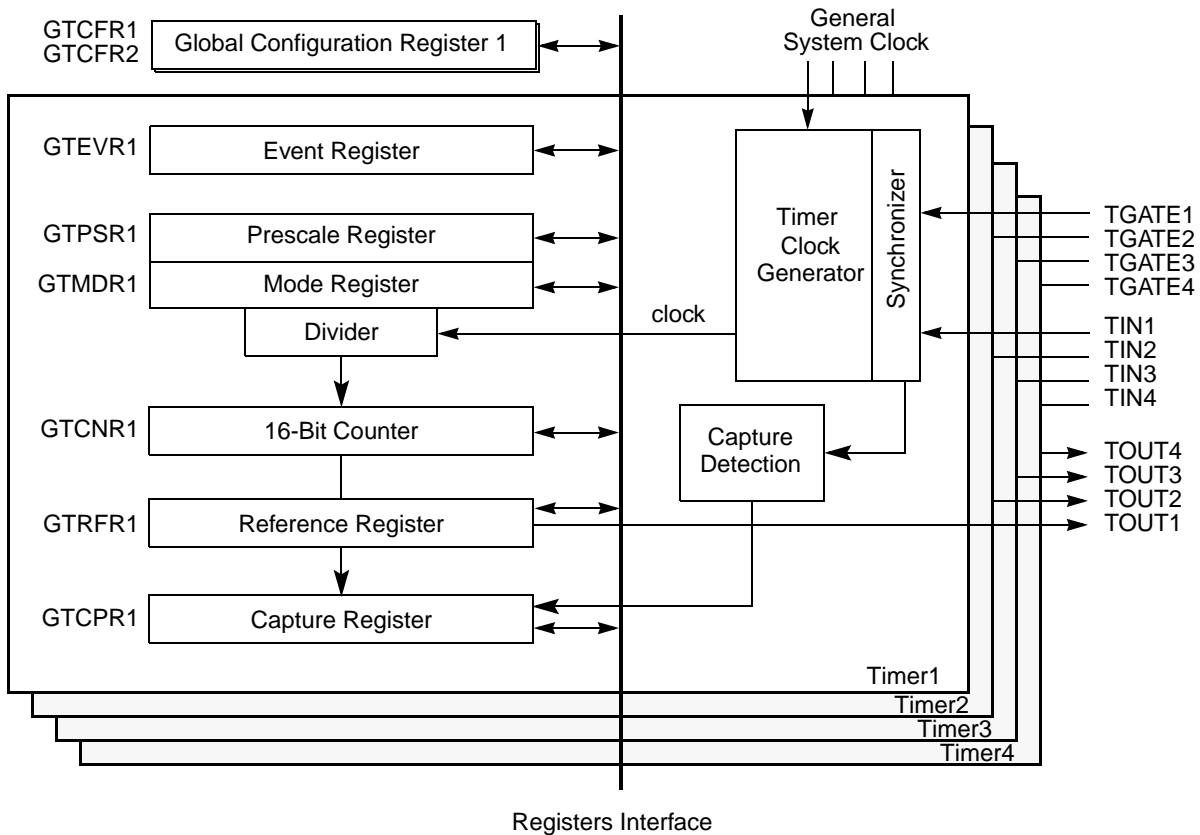 GTCFR1
GTCFR2
Global Configuration Register 1
General
System Clock
GTEVR1
Event Register
GTPSR1
Prescale Register
GTMDR1
Mode Register
Divider
clock
Timer
Clock
Generator
Synchronizer
TGATE1
TGATE2
TGATE3
TGATE4
TIN1
TIN2
TIN3
TIN4
GTCNR1
16-Bit Counter
Capture
Detection
TOUT4
TOUT3
TOUT2
TOUT1
GTRFR1
Reference Register
GTCPR1
Capture Register
Timer1
Timer2
Timer3
Timer4
Registers Interface